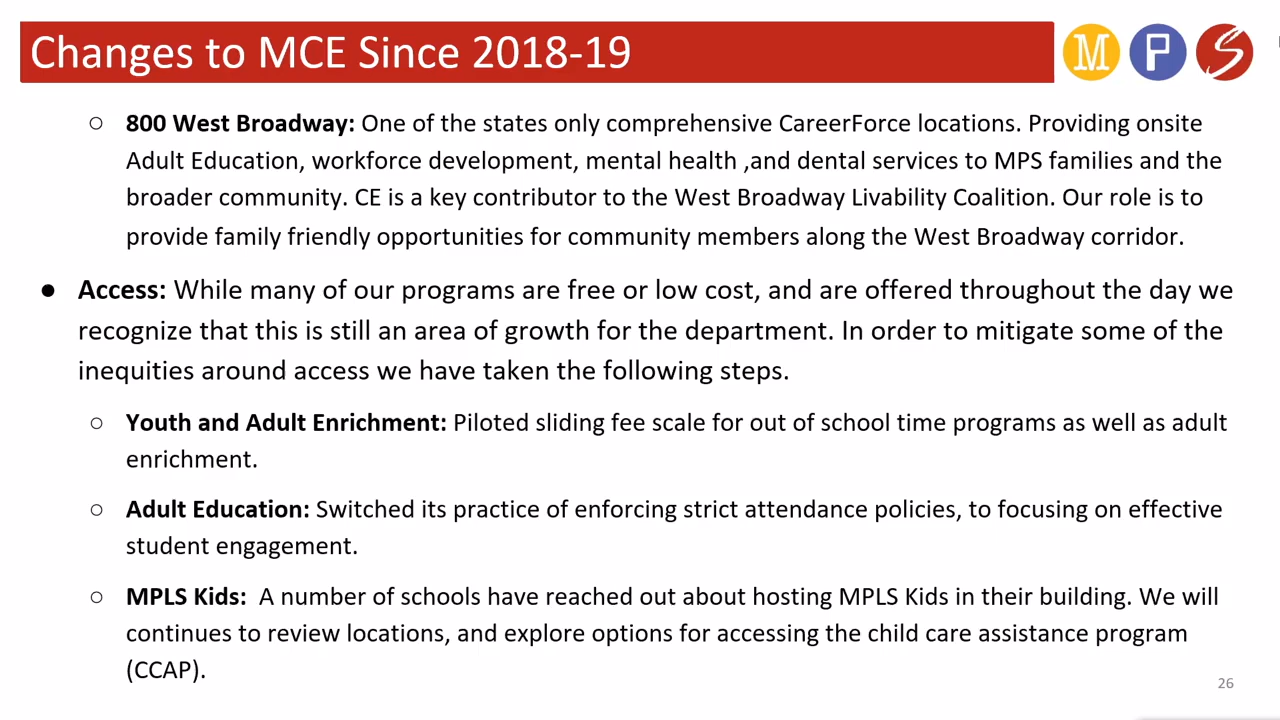 Changes to MCE Since 2018-19
M P S
○ 800 West Broadway: One of the states only comprehensive CareerForce locations. Providing onsite
Adult Education, workforce development, mental health ,and dental services to MPS families and the
broader community. CE is a key contributor to the West Broadway Livability Coalition. Our role is to
provide family friendly opportunities for community members along the West Broadway corridor.
● Access: While many of our programs are free or low cost, and are offered throughout the day we
recognize that this is still an area of growth for the department. In order to mitigate some of the
inequities around access we have taken the following steps.
○ Youth and Adult Enrichment: Piloted sliding fee scale for out of school time programs as well as adult
enrichment.
○ Adult Education: Switched its practice of enforcing strict attendance policies, to focusing on effective
student engagement.
○ MPLS Kids:  A number of schools have reached out about hosting MPLS Kids in their building. We will
continues to review locations, and explore options for accessing the child care assistance program
(CCAP).
26